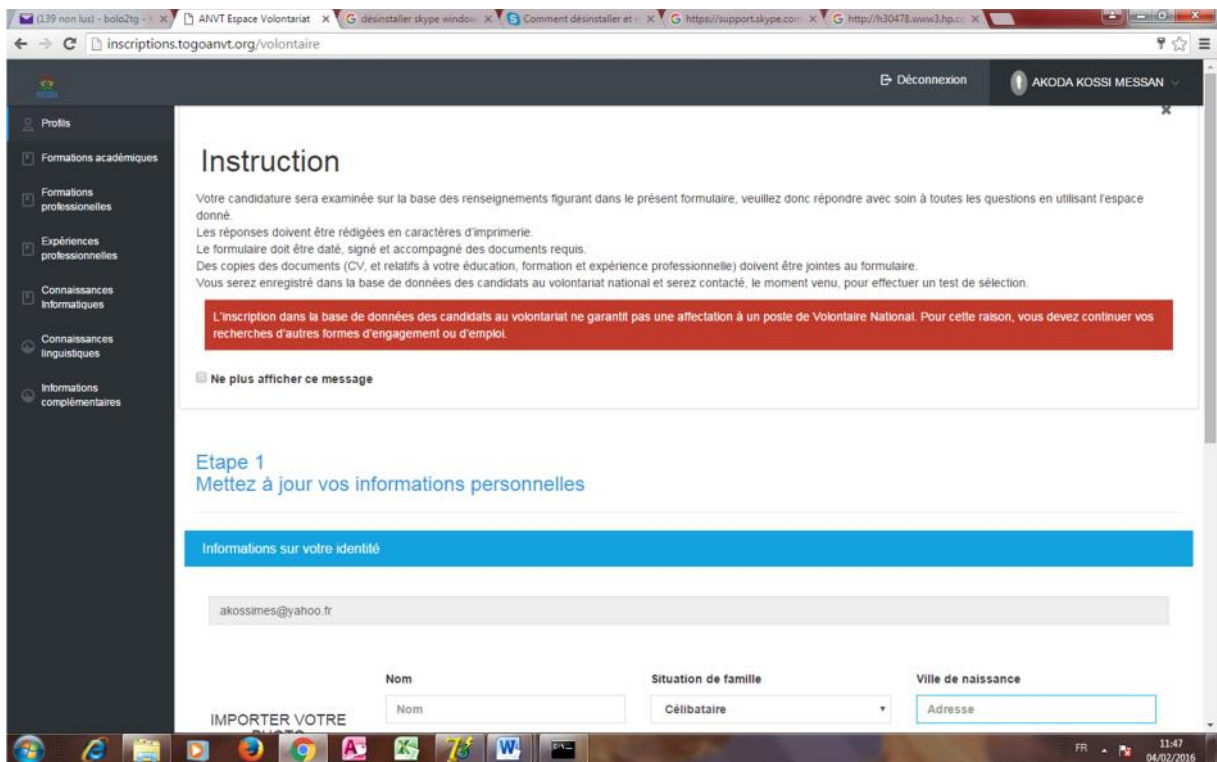 (139 non lus) - bolo2tg -
ANVT Espace Volontariat
désinstaller skype window
Comment désinstaller et r
https://support.skype.com
http://h30478.www3.hp.co
inscriptions.togoanvt.org/volontaire
Déconnexion
AKODA KOSSI MESSAN
Profils
Formations académiques
Formations
professionelles
Expériences
professionnelles
Connaissances
Informatiques
Connaissances
linguistiques
Informations
complémentaires
Instruction
Votre candidature sera examinée sur la base des renseignements figurant dans le présent formulaire, veuillez donc répondre avec soin à toutes les questions en utilisant l'espace
donné.
Les réponses doivent être rédigées en caractères d'imprimerie.
Le formulaire doit être daté, signé et accompagné des documents requis.
Des copies des documents (CV, et relatifs à votre éducation, formation et expérience professionnelle) doivent être jointes au formulaire.
Vous serez enregistré dans la base de données des candidats au volontariat national et serez contacté, le moment venu, pour effectuer un test de sélection.
L'inscription dans la base de données des candidats au volontariat ne garantit pas une affectation à un poste de Volontaire National. Pour cette raison, vous devez continuer vos
recherches d'autres formes d'engagement ou d'emploi.
Ne plus afficher ce message
Etape 1
Mettez à jour vos informations personnelles
Informations sur votre identité
akossimes@yahoo.fr
Nom
Situation de famille
Ville de naissance
Nom
Célibataire
Adresse
IMPORTER VOTRE
PHOTO
FR
11:47
04/02/2016